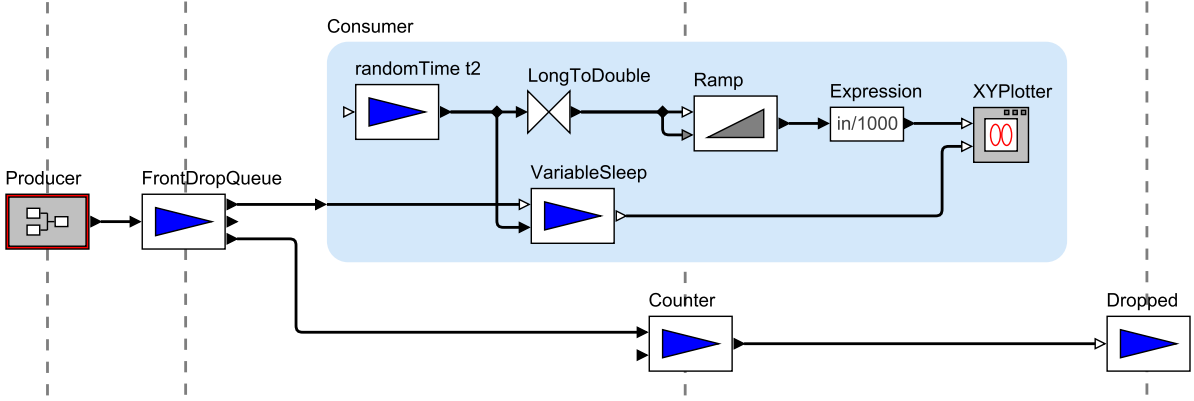 Consumer
randomTime t2
LongToDouble
Ramp
Expression
XYPlotter
in/1000
Producer
FrontDropQueue
VariableSleep
Counter
Dropped